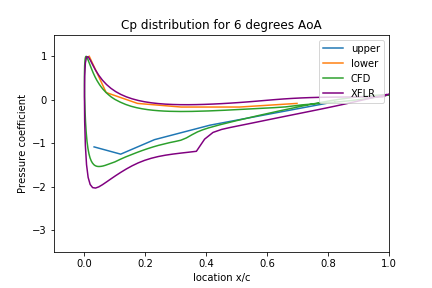 Cp distribution for 6 degrees AoA
upper
lower
CFD
XFLR
Pressure coefficient
1
0
−1
−2
−3
0.0 0.2 0.4 0.6 0.8 1.0
location x/c